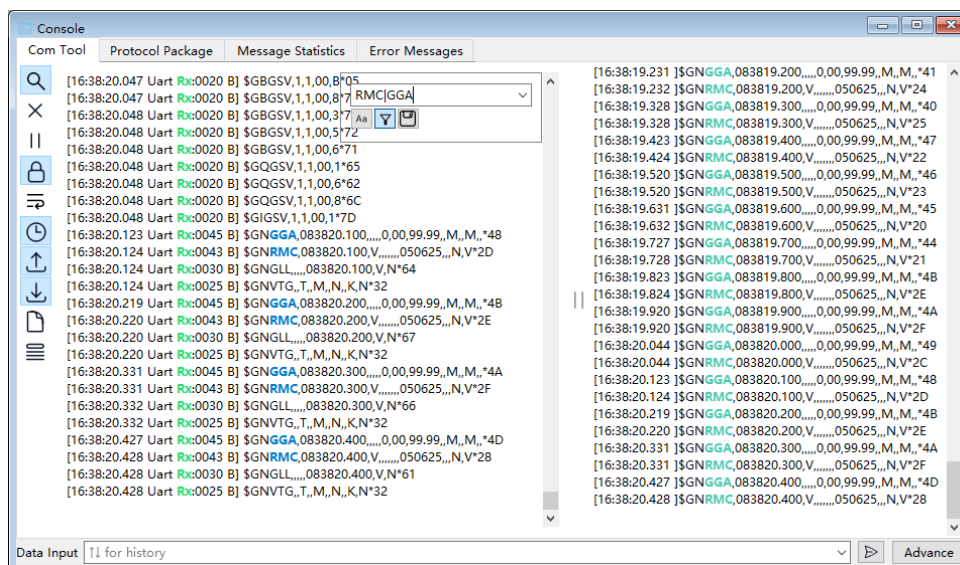 Console
Com Tool Protocol Package Message Statistics Error Messages
RMC|GGA
Aa
[16:38:20.047 Uart Rx:0020 B] $GBGSV,1,1,00,B*05
[16:38:20.047 Uart Rx:0020 B] $GBGSV,1,1,00,8*7
[16:38:20.048 Uart Rx:0020 B] $GBGSV,1,1,00,3*7
[16:38:20.048 Uart Rx:0020 B] $GBGSV,1,1,00,5*72
[16:38:20.048 Uart Rx:0020 B] $GBGSV,1,1,00,6*71
[16:38:20.048 Uart Rx:0020 B] $GQGSV,1,1,00,1*65
[16:38:20.048 Uart Rx:0020 B] $GQGSV,1,1,00,6*62
[16:38:20.048 Uart Rx:0020 B] $GQGSV,1,1,00,8*6C
[16:38:20.048 Uart Rx:0020 B] $GIGSV,1,1,00,1*7D
[16:38:20.123 Uart Rx:0045 B] $GNGGA,083820.100,,,,,0,00,99.99,,M,,M,,*48
[16:38:20.124 Uart Rx:0043 B] $GNRMC,083820.100,V,,,,,,,050625,,,N,V*2D
[16:38:20.124 Uart Rx:0030 B] $GNGLL,,,,,083820.100,V,N*64
[16:38:20.124 Uart Rx:0025 B] $GNVTG,,T,,M,,N,,K,N*32
[16:38:20.219 Uart Rx:0045 B] $GNGGA,083820.200,,,,,0,00,99.99,,M,,M,,*4B
[16:38:20.220 Uart Rx:0043 B] $GNRMC,083820.200,V,,,,,,,050625,,,N,V*2E
[16:38:20.220 Uart Rx:0030 B] $GNGLL,,,,,083820.200,V,N*67
[16:38:20.220 Uart Rx:0025 B] $GNVTG,,T,,M,,N,,K,N*32
[16:38:20.331 Uart Rx:0045 B] $GNGGA,083820.300,,,,,0,00,99.99,,M,,M,,*4A
[16:38:20.331 Uart Rx:0043 B] $GNRMC,083820.300,V,,,,,,,050625,,,N,V*2F
[16:38:20.332 Uart Rx:0030 B] $GNGLL,,,,,083820.300,V,N*66
[16:38:20.332 Uart Rx:0025 B] $GNVTG,,T,,M,,N,,K,N*32
[16:38:20.427 Uart Rx:0045 B] $GNGGA,083820.400,,,,,0,00,99.99,,M,,M,,*4D
[16:38:20.428 Uart Rx:0043 B] $GNRMC,083820.400,V,,,,,,,050625,,,N,V*28
[16:38:20.428 Uart Rx:0030 B] $GNGLL,,,,,083820.400,V,N*61
[16:38:20.428 Uart Rx:0025 B] $GNVTG,,T,,M,,N,,K,N*32
[16:38:19.231 ]$GNGGA,083819.200,,,,,0,00,99.99,,M,,M,,*41
[16:38:19.232 ]$GNRMC,083819.200,V,,,,,,,050625,,,N,V*24
[16:38:19.328 ]$GNGGA,083819.300,,,,,0,00,99.99,,M,,M,,*40
[16:38:19.328 ]$GNRMC,083819.300,V,,,,,,,050625,,,N,V*25
[16:38:19.423 ]$GNGGA,083819.400,,,,,0,00,99.99,,M,,M,,*47
[16:38:19.424 ]$GNRMC,083819.400,V,,,,,,,050625,,,N,V*22
[16:38:19.520 ]$GNGGA,083819.500,,,,,0,00,99.99,,M,,M,,*46
[16:38:19.520 ]$GNRMC,083819.500,V,,,,,,,050625,,,N,V*23
[16:38:19.631 ]$GNGGA,083819.600,,,,,0,00,99.99,,M,,M,,*45
[16:38:19.632 ]$GNRMC,083819.600,V,,,,,,,050625,,,N,V*20
[16:38:19.727 ]$GNGGA,083819.700,,,,,0,00,99.99,,M,,M,,*44
[16:38:19.728 ]$GNRMC,083819.700,V,,,,,,,050625,,,N,V*21
[16:38:19.823 ]$GNGGA,083819.800,,,,,0,00,99.99,,M,,M,,*4B
[16:38:19.824 ]$GNRMC,083819.800,V,,,,,,,050625,,,N,V*2E
[16:38:19.920 ]$GNGGA,083819.900,,,,,0,00,99.99,,M,,M,,*4A
[16:38:19.920 ]$GNRMC,083819.900,V,,,,,,,050625,,,N,V*2F
[16:38:20.044 ]$GNGGA,083820.000,,,,,0,00,99.99,,M,,M,,*49
[16:38:20.044 ]$GNRMC,083820.000,V,,,,,,,050625,,,N,V*2C
[16:38:20.123 ]$GNGGA,083820.100,,,,,0,00,99.99,,M,,M,,*48
[16:38:20.124 ]$GNRMC,083820.100,V,,,,,,,050625,,,N,V*2D
[16:38:20.219 ]$GNGGA,083820.200,,,,,0,00,99.99,,M,,M,,*4B
[16:38:20.220 ]$GNRMC,083820.200,V,,,,,,,050625,,,N,V*2E
[16:38:20.331 ]$GNGGA,083820.300,,,,,0,00,99.99,,M,,M,,*4A
[16:38:20.331 ]$GNRMC,083820.300,V,,,,,,,050625,,,N,V*2F
[16:38:20.427 ]$GNGGA,083820.400,,,,,0,00,99.99,,M,,M,,*4D
[16:38:20.428 ]$GNRMC,083820.400,V,,,,,,,050625,,,N,V*28
Data Input ↑↓ for history Advance